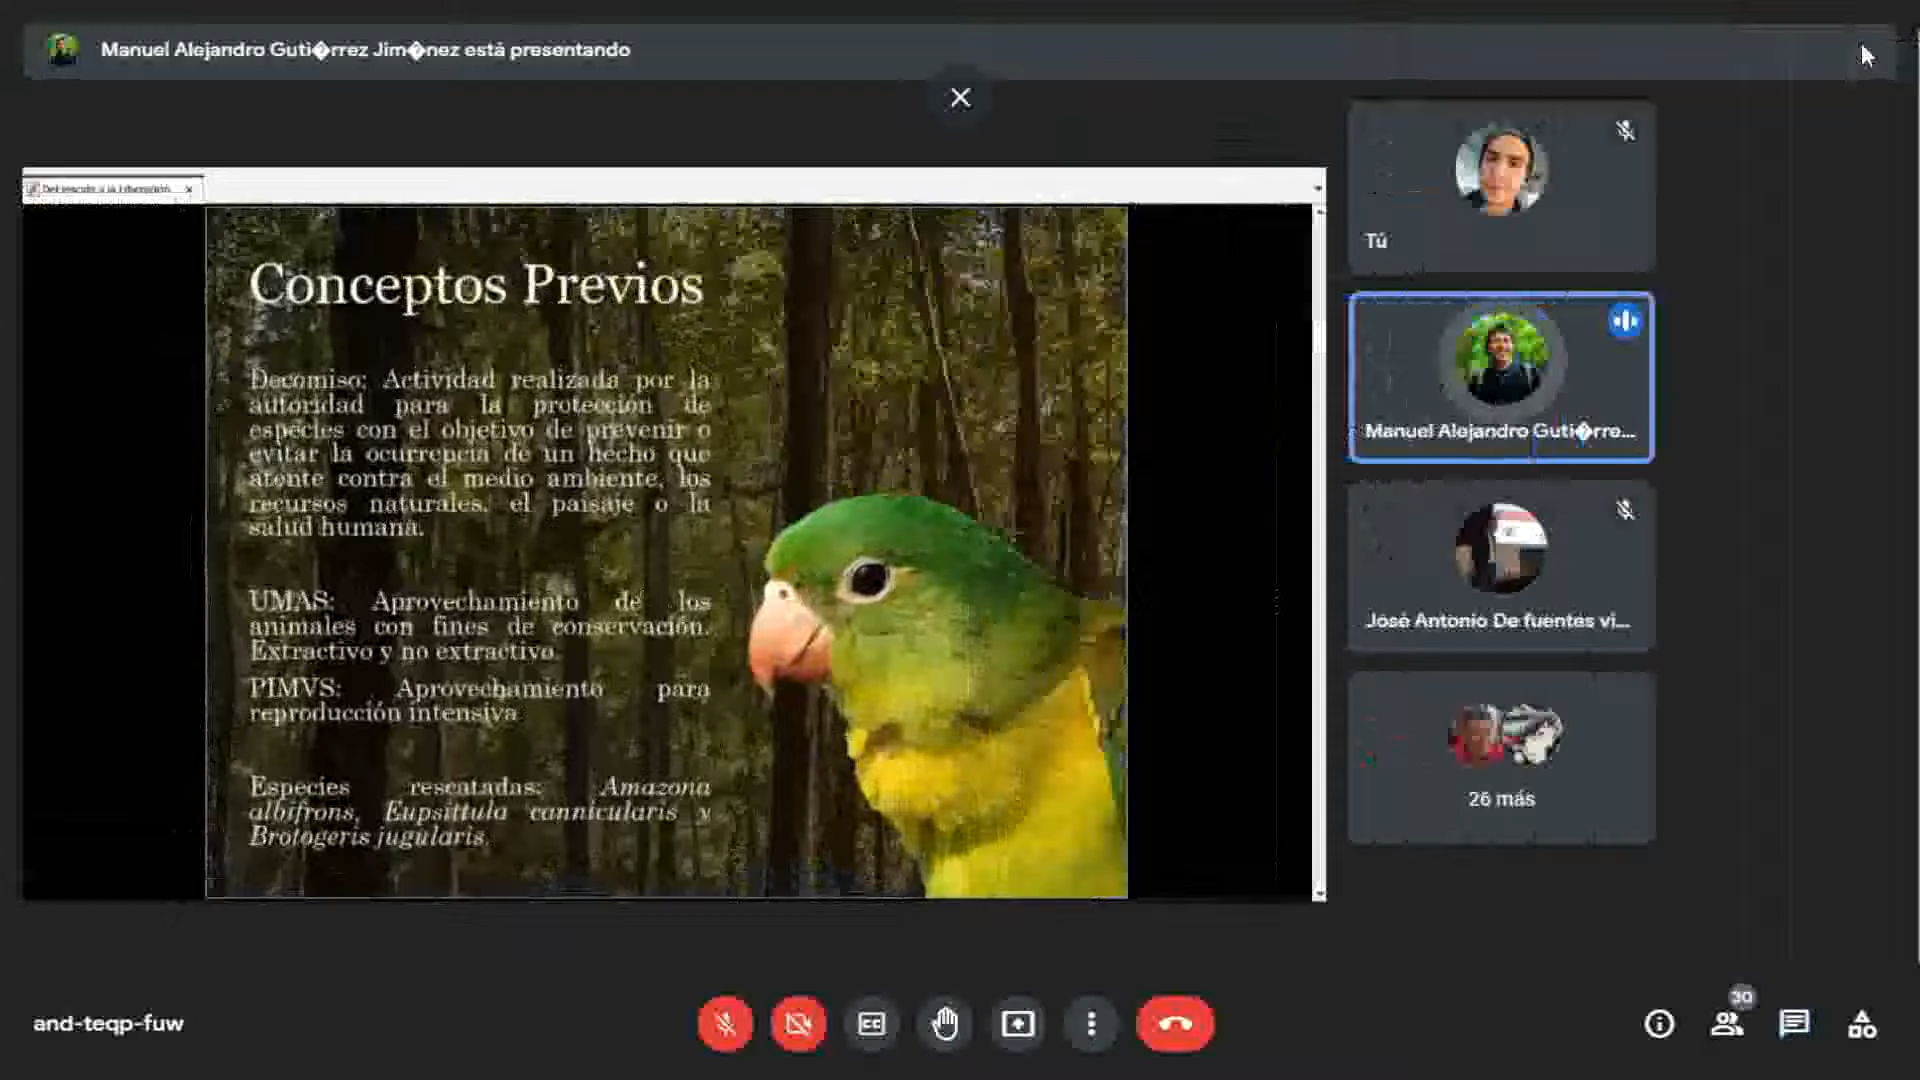 Manuel Alejandro Guti�rrez Jim�nez está presentando
Conceptos Previos
Decomiso: Actividad realizada por la
autoridad para la protección de
especies con el objetivo de prevenir o
evitar la ocurrencia de un hecho que
atente contra el medio ambiente, los
recursos naturales, el paisaje o la
salud humana.
UMAS: Aprovechamiento de los
animales con fines de conservación.
Extractivo y no extractivo.
PIMVS: Aprovechamiento para
reproducción intensiva
Especies rescatadas: Amazona
albifrons, Eupsittula cannicularis y
Brotogeris jugularis.
Tú
Manuel Alejandro Guti�rre...
José Antonio De fuentes vi...
26 más
and-teqp-fuw
CC
30